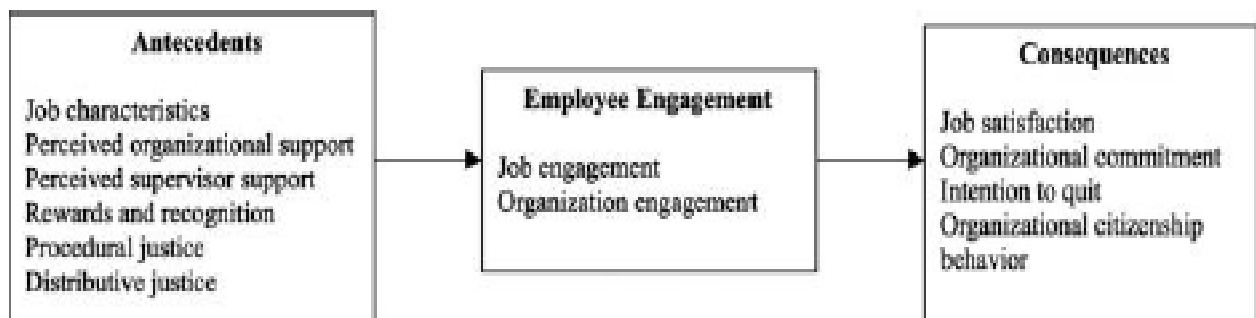 Antecedents
Job characteristics
Perceived organizational support
Perceived supervisor support
Rewards and recognition
Procedural justice
Distributive justice
Employee Engagement
Job engagement
Organization engagement
Consequences
Job satisfaction
Organizational commitment
Intention to quit
Organizational citizenship
behavior